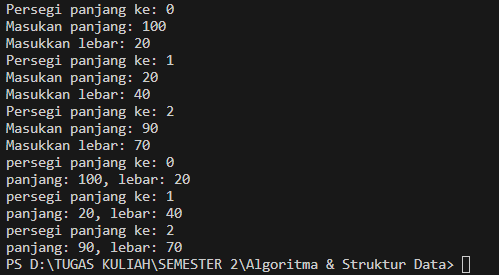 Persegi panjang ke: 0
Masukan panjang: 100
Masukkan lebar: 20
Persegi panjang ke: 1
Masukan panjang: 20
Masukkan lebar: 40
Persegi panjang ke: 2
Masukan panjang: 90
Masukkan lebar: 70
persegi panjang ke: 0
panjang: 100, lebar: 20
persegi panjang ke: 1
panjang: 20, lebar: 40
persegi panjang ke: 2
panjang: 90, lebar: 70
PS D:\TUGAS KULIAH\SEMESTER 2\Algoritma & Struktur Data>